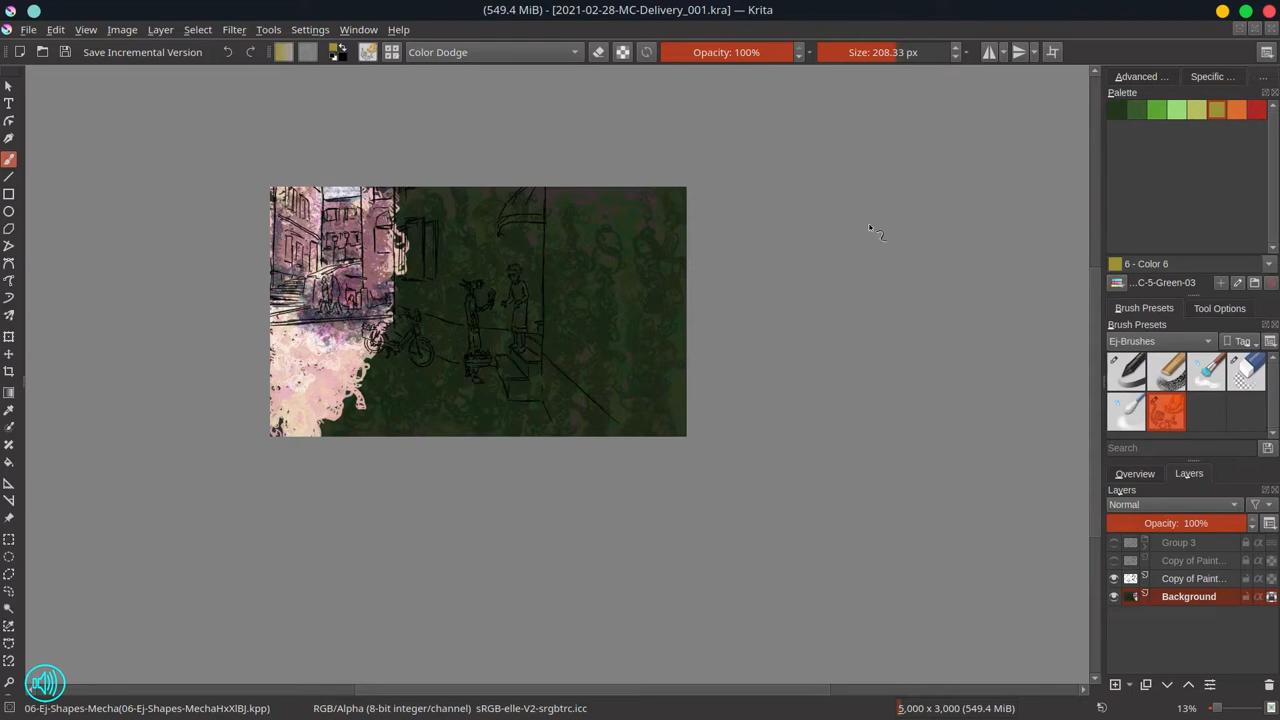 (549.4 MiB) • [2021-02-28-MC-Delivery_001.kra] — Krita
File Edit View Image Layer Select Filter Tools Settings Window Help
Save Incremental Version Color Dodge Opacity: 100% Size: 208.33 px
Advanced ... Specific ... ...
Palette
6 - Color 6
...C-5-Green-03
Brush Presets Tool Options
Brush Presets
Ej-Brushes Tag
Search
Overview Layers
Layers
Normal
Opacity: 100%
Group 3
Copy of Paint...
Copy of Paint...
Background
06-Ej-Shapes-Mecha(06-Ej-Shapes-MechaHxXlBJ.kpp) RGB/Alpha (8-bit integer/channel) sRGB-elle-V2-srgbtrc.icc 5,000 x 3,000 (549.4 MiB) 13%